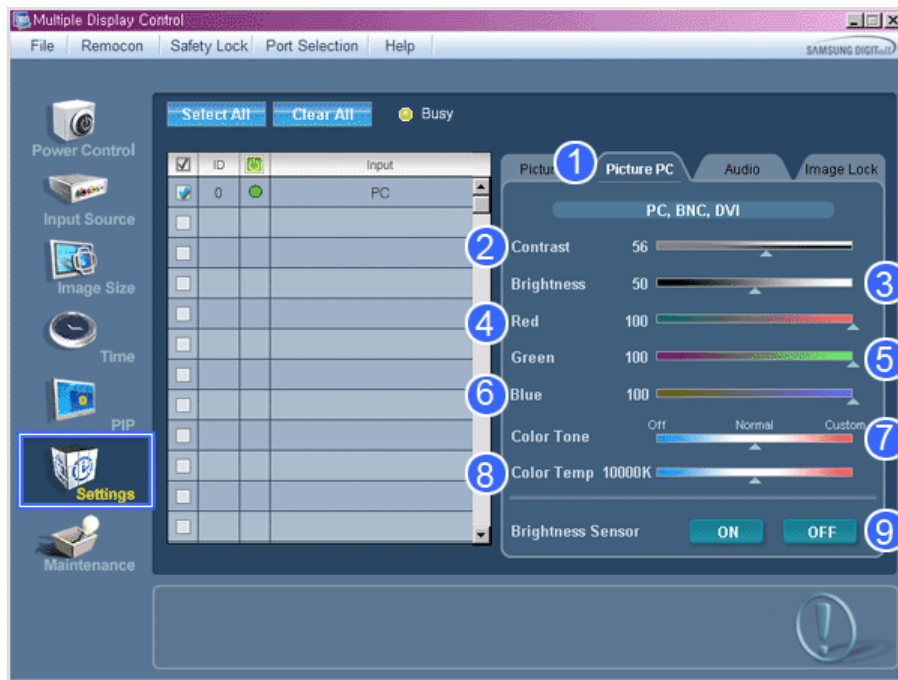 Multiple Display Control
File Remocon Safety Lock Port Selection Help
SAMSUNG DIGITall
Select All Clear All Busy
Power Control
Input Source
Image Size
Time
PIP
Settings
Maintenance
ID Input
0 PC
1 Picture PC Audio Image Lock
PC, BNC, DVI
2 Contrast 56
Brightness 50 3
4 Red 100
Green 100 5
6 Blue 100
Off Normal Custom
Color Tone 7
8 Color Temp 10000K
Brightness Sensor ON OFF 9